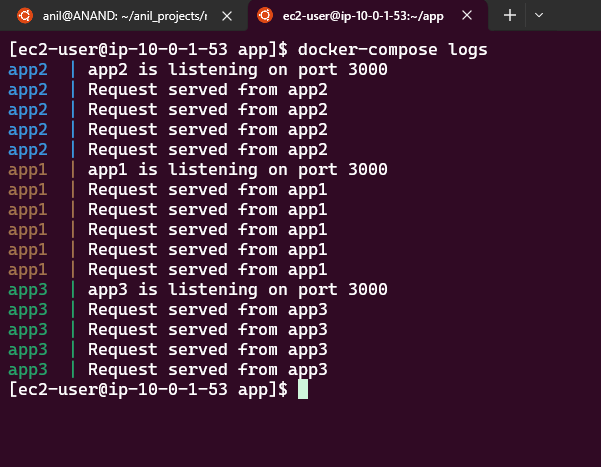 anil@ANAND: ~/anil_projects/r
ec2-user@ip-10-0-1-53:~/app
[ec2-user@ip-10-0-1-53 app]$ docker-compose logs
app2  | app2 is listening on port 3000
app2  | Request served from app2
app2  | Request served from app2
app2  | Request served from app2
app2  | Request served from app2
app1  | app1 is listening on port 3000
app1  | Request served from app1
app1  | Request served from app1
app1  | Request served from app1
app1  | Request served from app1
app1  | Request served from app1
app3  | app3 is listening on port 3000
app3  | Request served from app3
app3  | Request served from app3
app3  | Request served from app3
app3  | Request served from app3
[ec2-user@ip-10-0-1-53 app]$